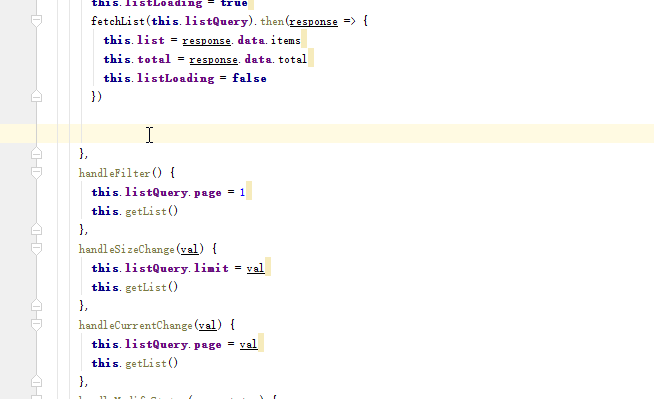 this.listLoading = true
fetchList(this.listQuery).then(response => {
this.list = response.data.items
this.total = response.data.total
this.listLoading = false
})
},
handleFilter() {
this.listQuery.page = 1
this.getList()
},
handleSizeChange(val) {
this.listQuery.limit = val
this.getList()
},
handleCurrentChange(val) {
this.listQuery.page = val
this.getList()
},